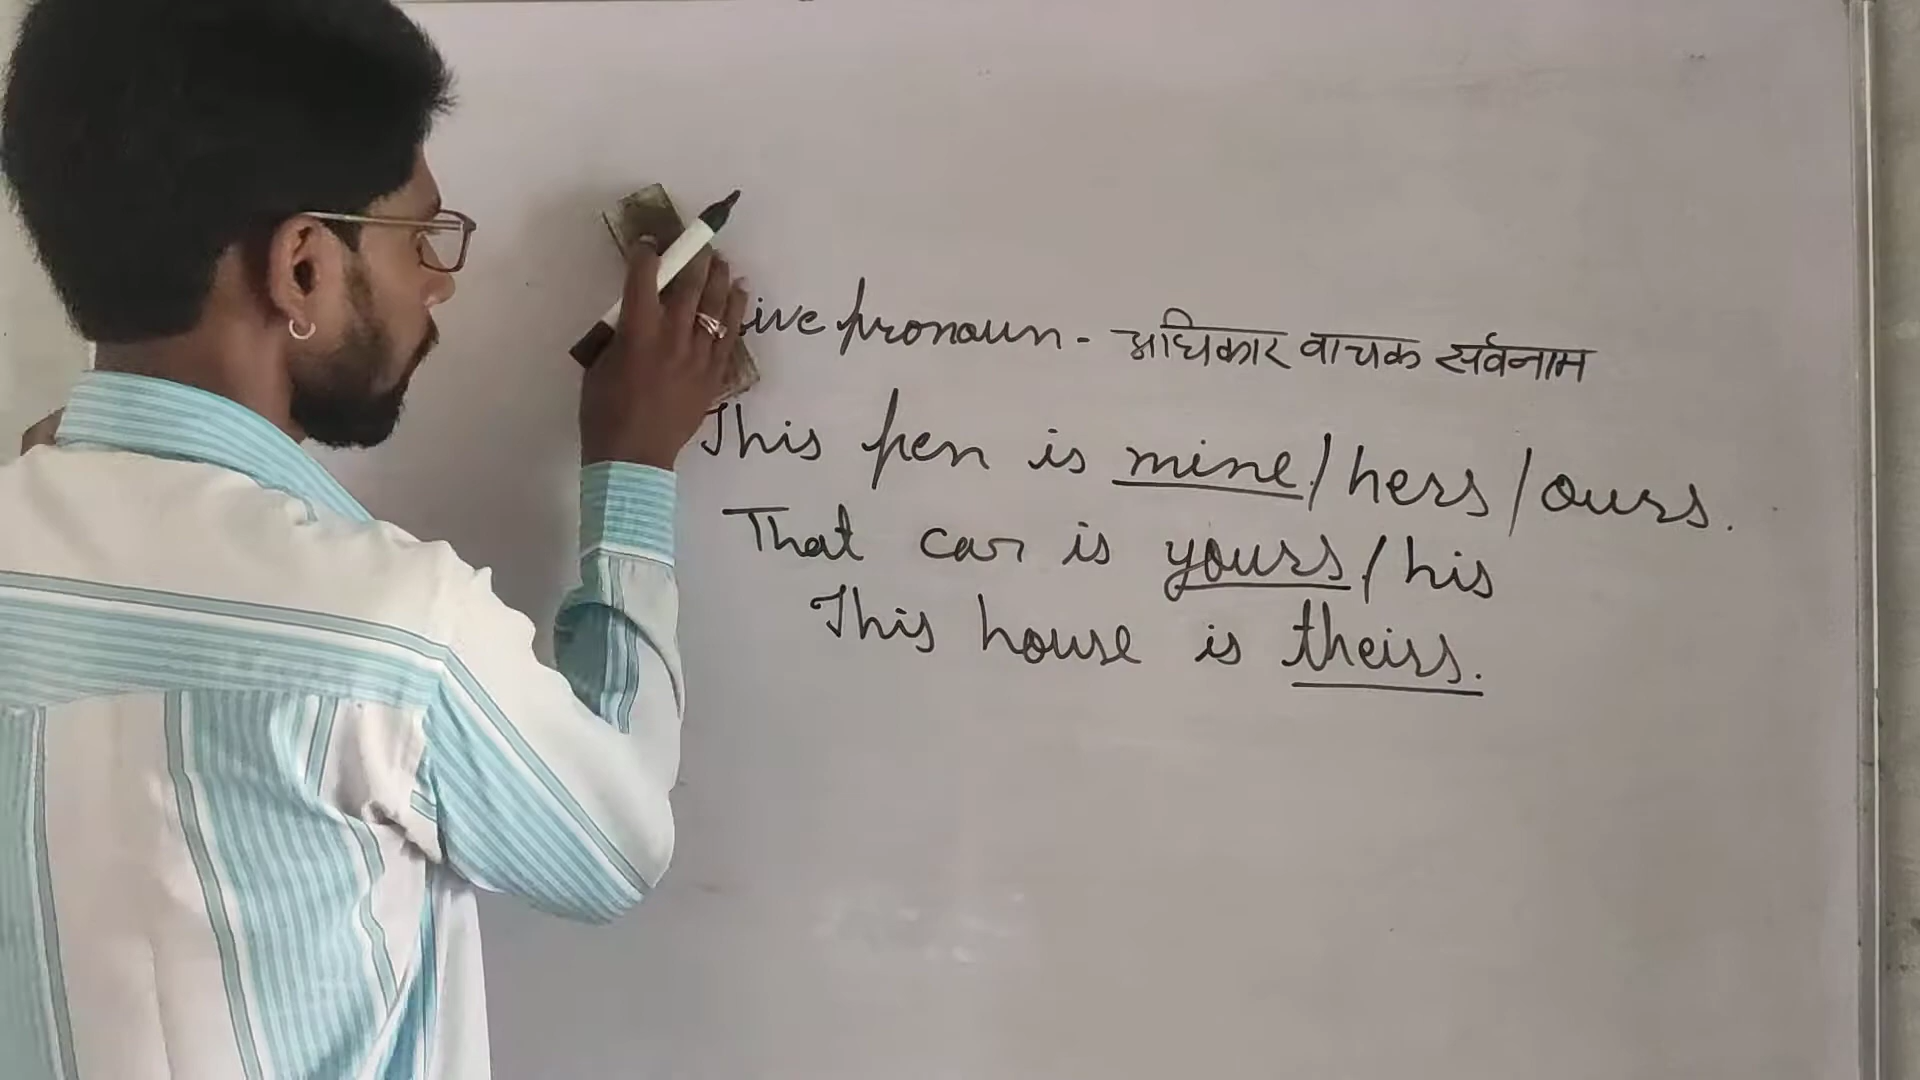 ive pronoun - अधिकार वाचक सर्वनाम
This pen is mine/hers/ours.
That car is yours/his
This house is theirs.